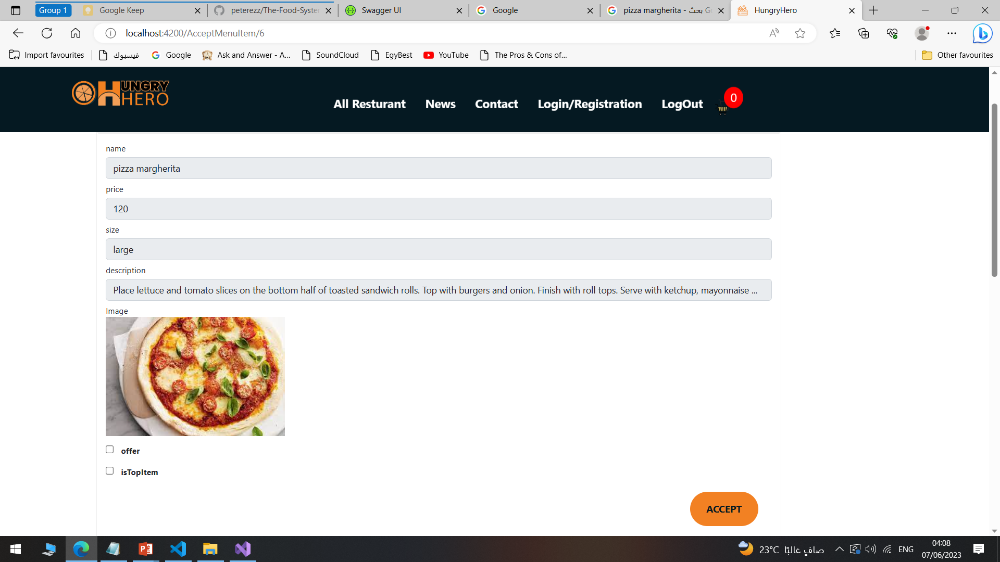 Group 1
Google Keep
peterezz/The-Food-Syster
Swagger UI
Google
pizza margherita - بحث Go
HungryHero
localhost:4200/AcceptMenuItem/6
Import favourites
فيسبوك
Google
Ask and Answer - A...
SoundCloud
EgyBest
YouTube
The Pros & Cons of...
Other favourites
HUNGRY
HERO
All Resturant
News
Contact
Login/Registration
LogOut
0
name
pizza margherita
price
120
size
large
description
Place lettuce and tomato slices on the bottom half of toasted sandwich rolls. Top with burgers and onion. Finish with roll tops. Serve with ketchup, mayonnaise ...
Image
offer
isTopItem
ACCEPT
23°C صافٍ غالبًا
ENG
04:08
07/06/2023